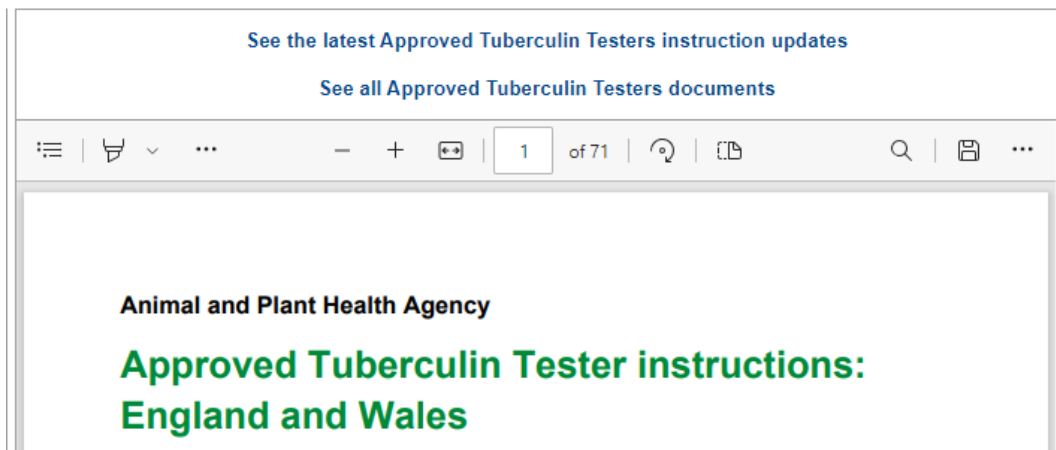 See the latest Approved Tuberculin Testers instruction updates
See all Approved Tuberculin Testers documents
1 of 71
Animal and Plant Health Agency
Approved Tuberculin Tester instructions:
England and Wales